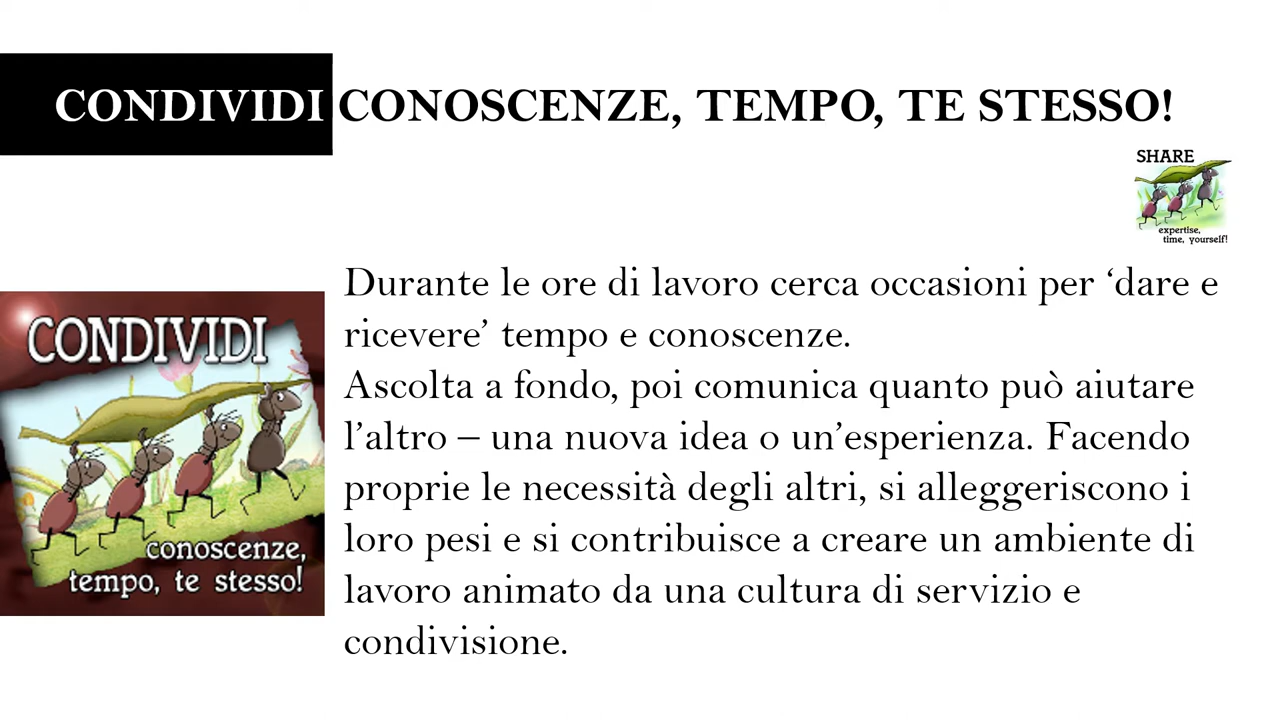 CONDIVIDI CONOSCENZE, TEMPO, TE STESSO!
SHARE
expertise,
time, yourself!
CONDIVIDI
conoscenze,
tempo, te stesso!
Durante le ore di lavoro cerca occasioni per ‘dare e
ricevere’ tempo e conoscenze.
Ascolta a fondo, poi comunica quanto può aiutare
l’altro – una nuova idea o un’esperienza. Facendo
proprie le necessità degli altri, si alleggeriscono i
loro pesi e si contribuisce a creare un ambiente di
lavoro animato da una cultura di servizio e
condivisione.